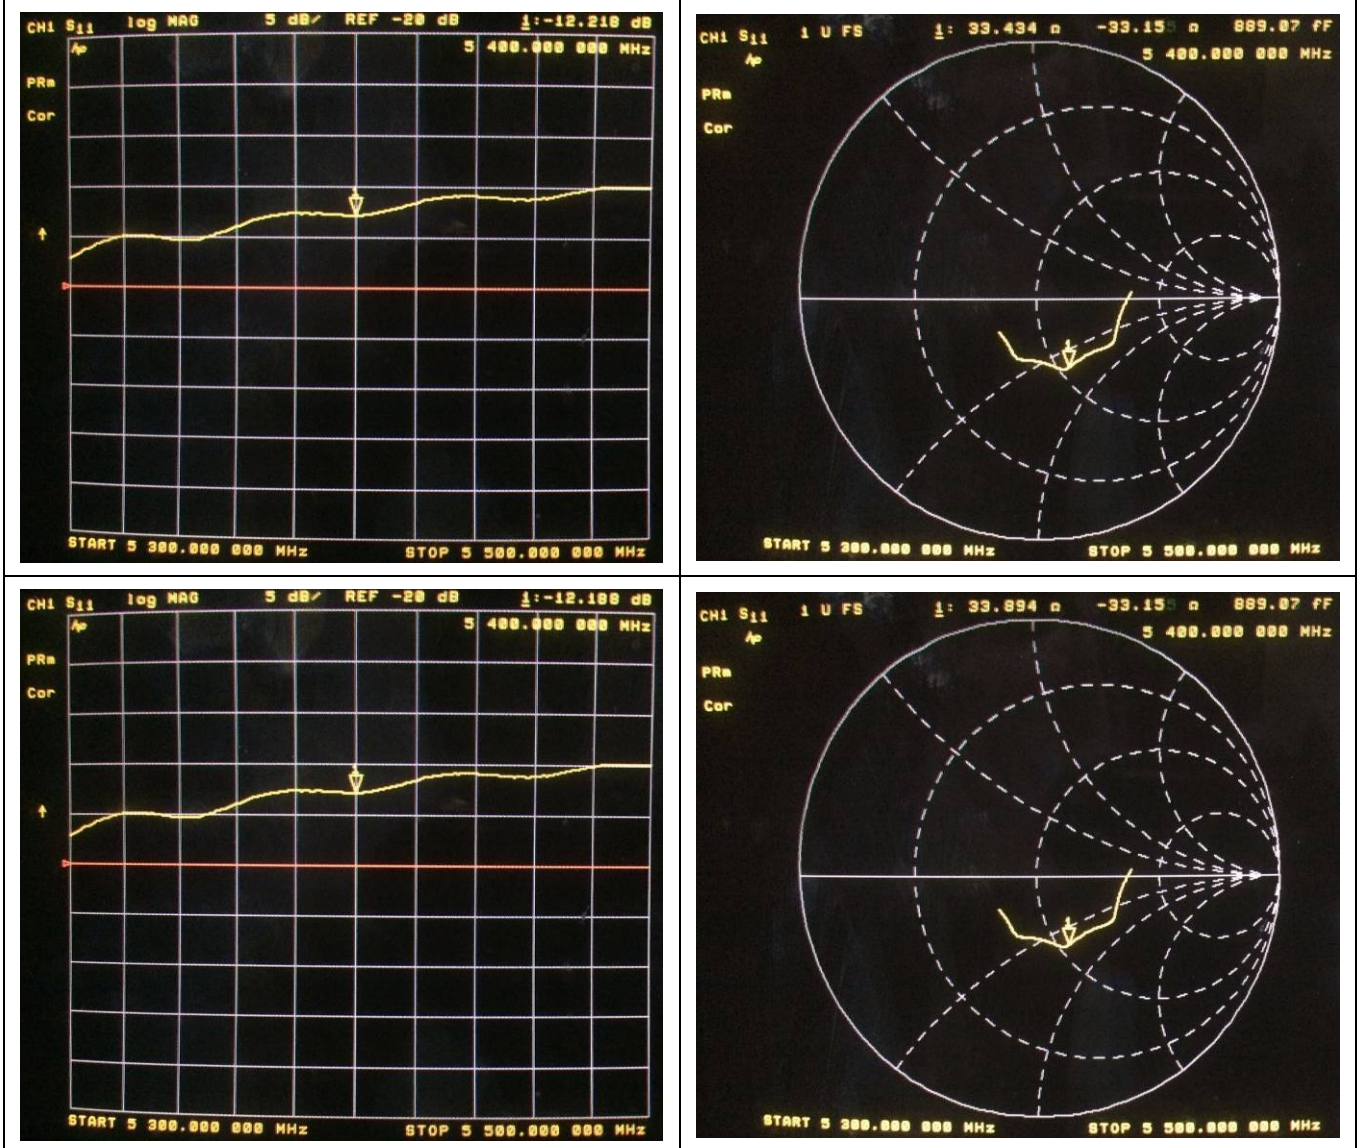 CH1 S11 log MAG 5 dB/ REF -20 dB 1:-12.218 dB
5 400.000 000 MHz
PRm
Cor
START 5 300.000 000 MHz STOP 5 500.000 000 MHz
CH1 S11 1 U FS 1: 33.434 Ω -33.155 Ω 889.07 fF
5 400.000 000 MHz
PRm
Cor
START 5 300.000 000 MHz STOP 5 500.000 000 MHz
CH1 S11 log MAG 5 dB/ REF -20 dB 1:-12.188 dB
5 400.000 000 MHz
PRm
Cor
START 5 300.000 000 MHz STOP 5 500.000 000 MHz
CH1 S11 1 U FS 1: 33.894 Ω -33.155 Ω 889.07 fF
5 400.000 000 MHz
PRm
Cor
START 5 300.000 000 MHz STOP 5 500.000 000 MHz